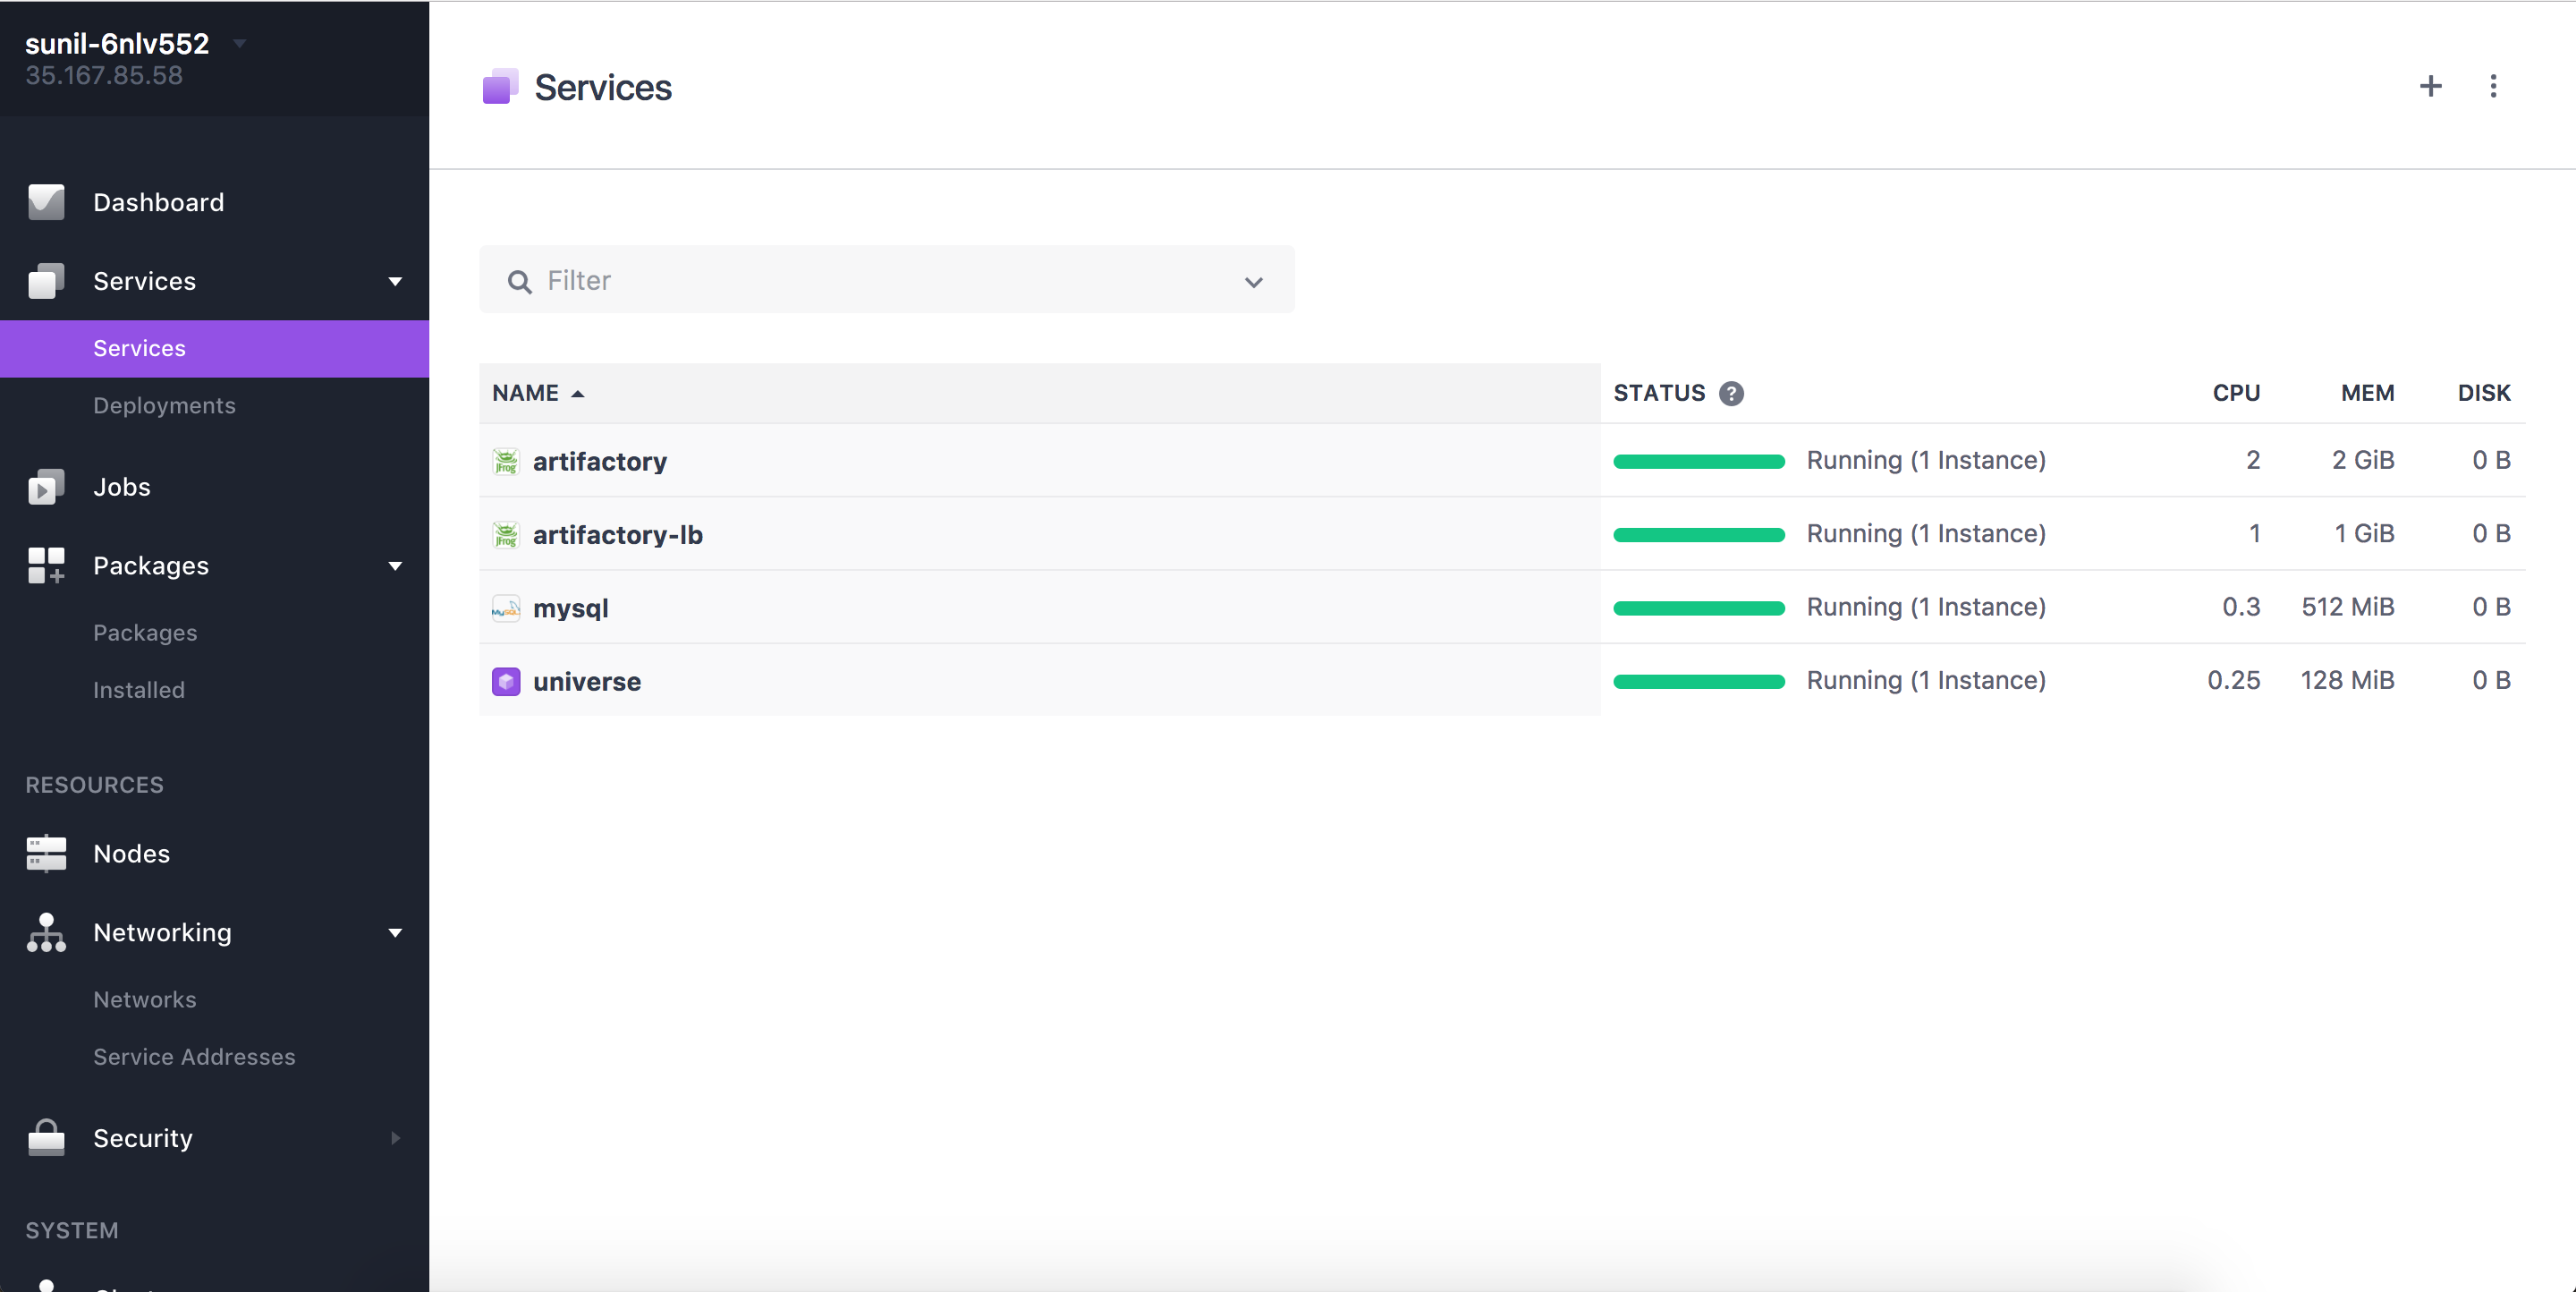 sunil-6nlv552
35.167.85.58
Dashboard
Services
Services
Deployments
Jobs
Packages
Packages
Installed
RESOURCES
Nodes
Networking
Networks
Service Addresses
Security
SYSTEM
Services
Filter
NAME STATUS ? CPU MEM DISK
JFrog artifactory Running (1 Instance) 2 2 GiB 0 B
JFrog artifactory-lb Running (1 Instance) 1 1 GiB 0 B
MySQL mysql Running (1 Instance) 0.3 512 MiB 0 B
universe Running (1 Instance) 0.25 128 MiB 0 B